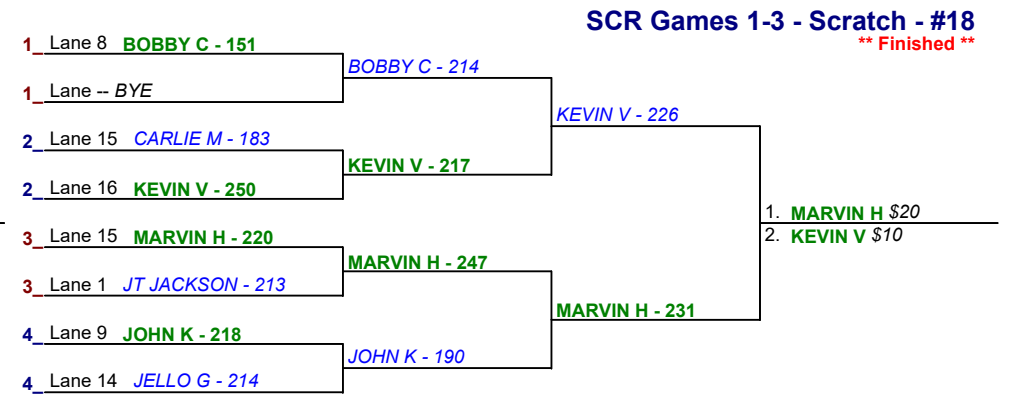 SCR Games 1-3 - Scratch - #18
** Finished **
1_ Lane 8 BOBBY C - 151
BOBBY C - 214
1_ Lane -- BYE
KEVIN V - 226
2_ Lane 15 CARLIE M - 183
KEVIN V - 217
2_ Lane 16 KEVIN V - 250
1. MARVIN H $20
2. KEVIN V $10
3_ Lane 15 MARVIN H - 220
MARVIN H - 247
3_ Lane 1 JT JACKSON - 213
MARVIN H - 231
4_ Lane 9 JOHN K - 218
JOHN K - 190
4_ Lane 14 JELLO G - 214